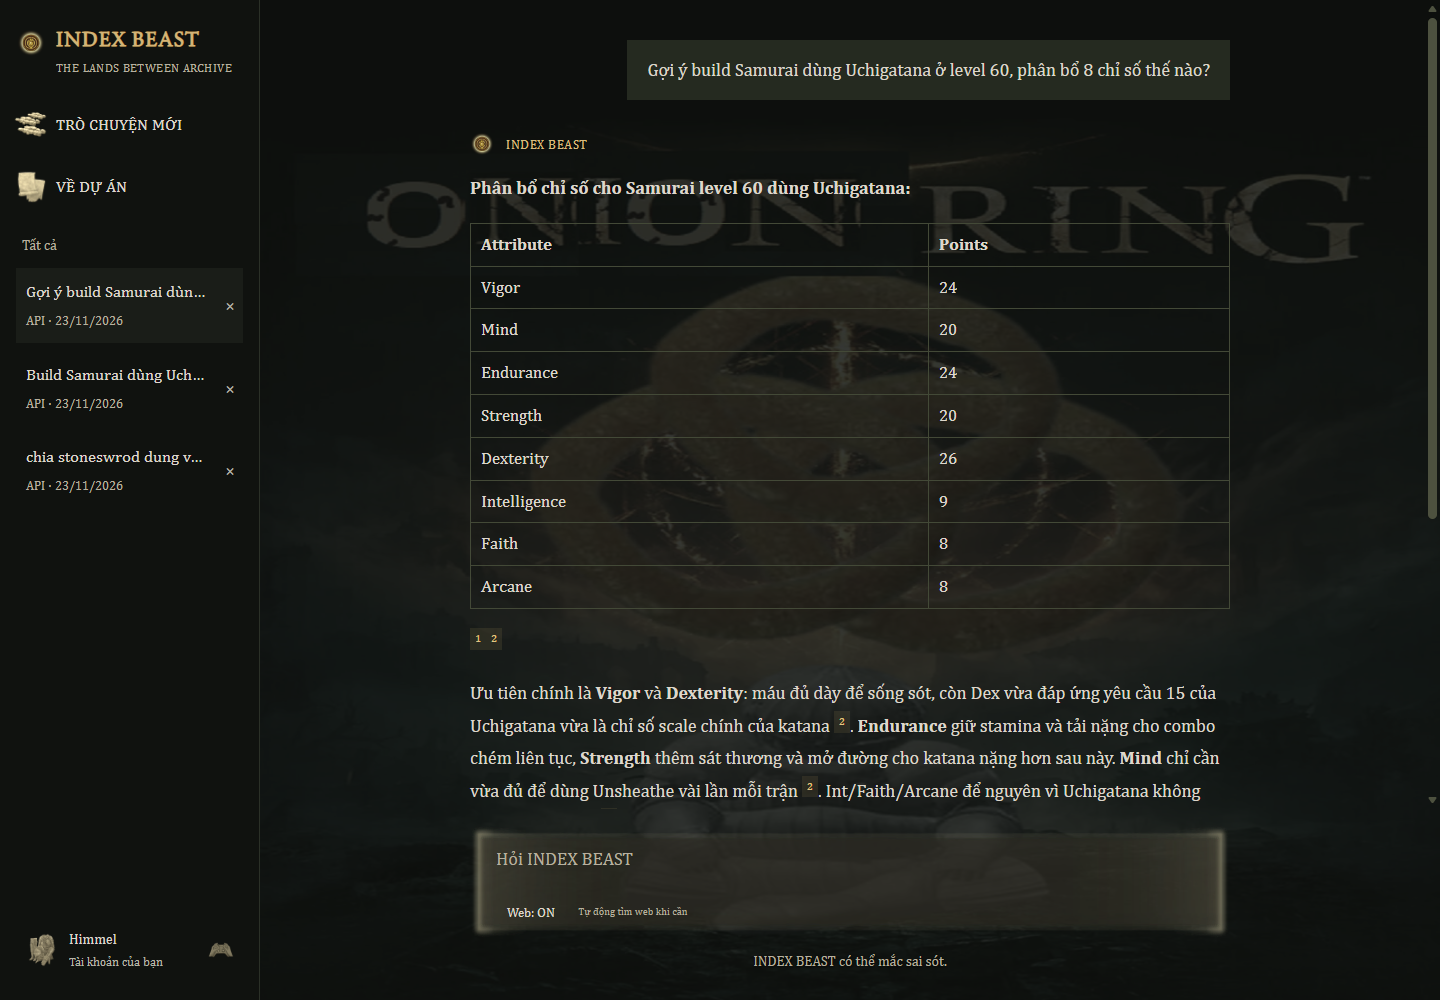 INDEX BEAST
THE LANDS BETWEEN ARCHIVE
TRÒ CHUYỆN MỚI
VỀ DỰ ÁN
Tất cả
Gợi ý build Samurai dùn...
×
API · 23/11/2026
Build Samurai dùng Uch...
×
API · 23/11/2026
chia stoneswrod dung v...
×
API · 23/11/2026
Himmel
Tài khoản của bạn
Gợi ý build Samurai dùng Uchigatana ở level 60, phân bổ 8 chỉ số thế nào?
INDEX BEAST
ONION RING
Phân bổ chỉ số cho Samurai level 60 dùng Uchigatana:
Attribute Points
Vigor 24
Mind 20
Endurance 24
Strength 20
Dexterity 26
Intelligence 9
Faith 8
Arcane 8
1 2
Ưu tiên chính là Vigor và Dexterity: máu đủ dày để sống sót, còn Dex vừa đáp ứng yêu cầu 15 của
Uchigatana vừa là chỉ số scale chính của katana 2. Endurance giữ stamina và tải nặng cho combo
chém liên tục, Strength thêm sát thương và mở đường cho katana nặng hơn sau này. Mind chỉ cần
vừa đủ để dùng Unsheathe vài lần mỗi trận 2. Int/Faith/Arcane để nguyên vì Uchigatana không
Hỏi INDEX BEAST
Web: ON Tự động tìm web khi cần
INDEX BEAST có thể mắc sai sót.